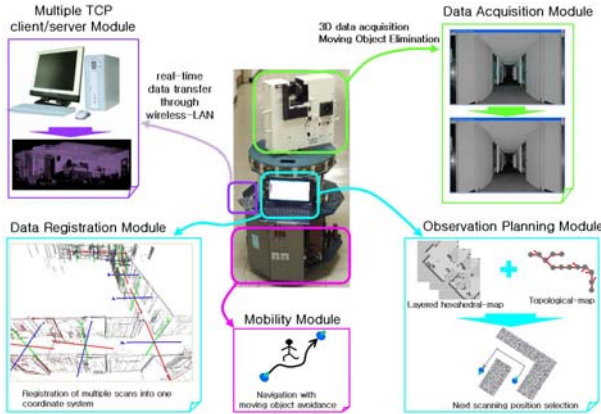 Multiple TCP
client/server Module
real-time
data transfer
through
wireless-LAN
3D data acquisition
Moving Object Elimination
Data Acquisition Module
Data Registration Module
Registration of multiple scans into one
coordinate system
Mobility Module
Navigation with
moving object avoidance
Observation Planning Module
Layered hexahedral-map
Topological-map
Next scanning position selection